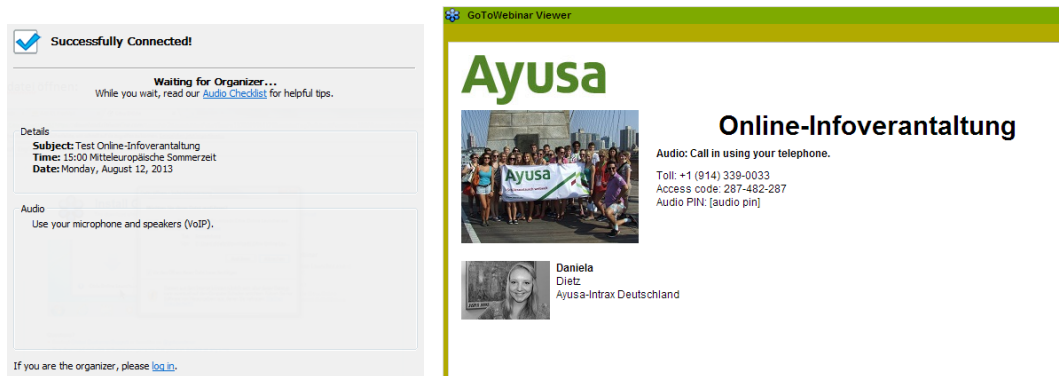 Successfully Connected!
Waiting for Organizer...
While you wait, read our Audio Checklist for helpful tips.
Details
Subject: Test Online-Infoverantaltung
Time: 15:00 Mitteleuropäische Sommerzeit
Date: Monday, August 12, 2013
Audio
Use your microphone and speakers (VoIP).
If you are the organizer, please log in.
GoToWebinar Viewer
Ayusa
Online-Infoverantaltung
Audio: Call in using your telephone.
Toll: +1 (914) 339-0033
Access code: 287-482-287
Audio PIN: [audio pin]
Ayusa
Daniela
Dietz
Ayusa-Intrax Deutschland